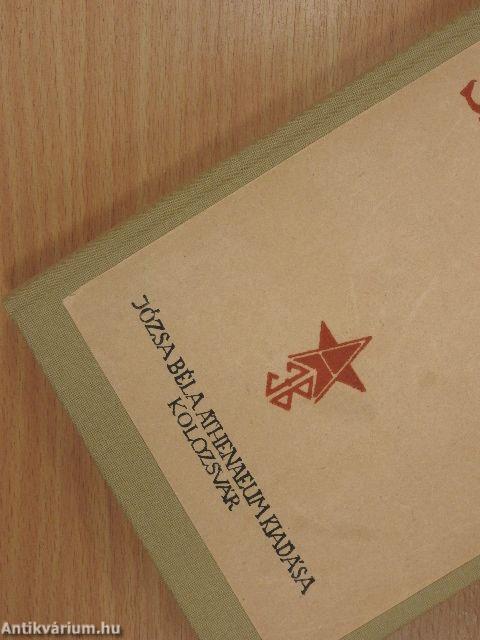 JÓZSA BÉLA ATHENAEUM KIADÁSA
KOLOZSVÁR
Antikvárium.hu